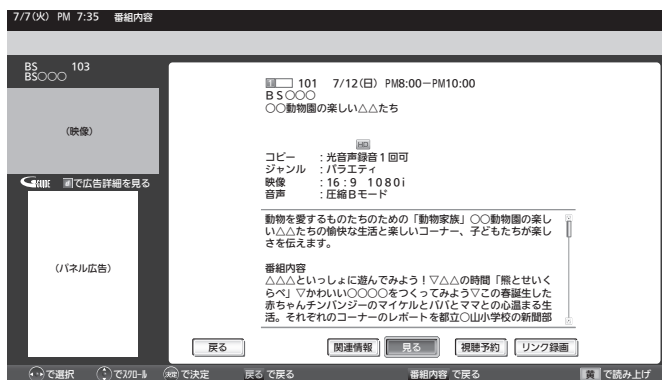 7/7(火) PM 7:35 番組内容
BS 103
BS○○○
101 7/12(日) PM8:00−PM10:00
BS○○○
○○動物園の楽しい△△たち
(映像)
HD
コピー :光音声録音1回可
ジャンル :バラエティ
映像 :16:9 1080i
音声 :圧縮Bモード
GUIDE で広告詳細を見る
動物を愛するものたちのための「動物家族」○○動物園の楽し
い△△たちの愉快な生活と楽しいコーナー、子どもたちが楽し
さを伝えます。
(パネル広告)
番組内容
△△△といっしょに遊んでみよう!▽△△の時間「熊とせいく
らべ」▽かわいい○○○○をつくってみよう▽この春誕生した
赤ちゃんチンパンジーのマイケルとパパとママとの心温まる生
活。それぞれのコーナーのレポートを都立○山小学校の新聞部
戻る 関連情報 見る 視聴予約 リンク録画
で選択 でスクロール 決定 で決定 戻る で戻る 番組内容 で戻る 黄 で読み上げ